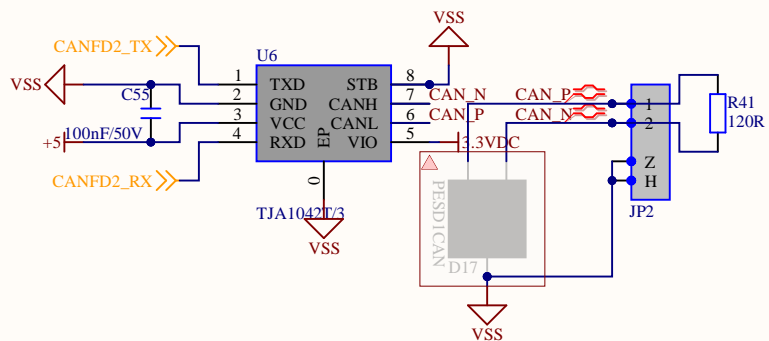 CANFD2_TX
VSS
U6
VSS
C55
100nF/50V
+5
CANFD2_RX
1 TXD STB 8
2 GND CANH 7
3 VCC CANL 6
4 RXD VIO 5
EP
0
TJA1042T/3
VSS
CAN_N
CAN_P
CAN_P
CAN_N
3.3VDC
PESD1CAN
D17
VSS
1
2
Z
H
JP2
R41
120R